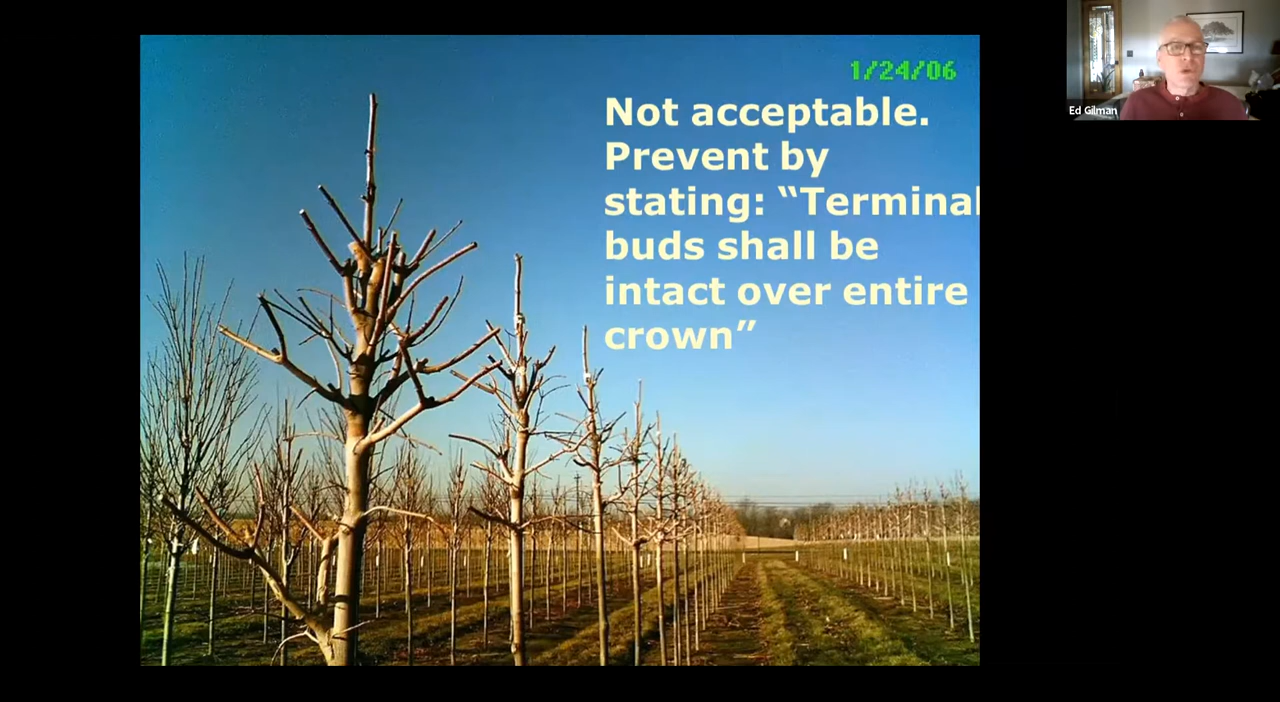 1/24/06
Not acceptable.
Prevent by
stating: “Terminal
buds shall be
intact over entire
crown”
Ed Gilman